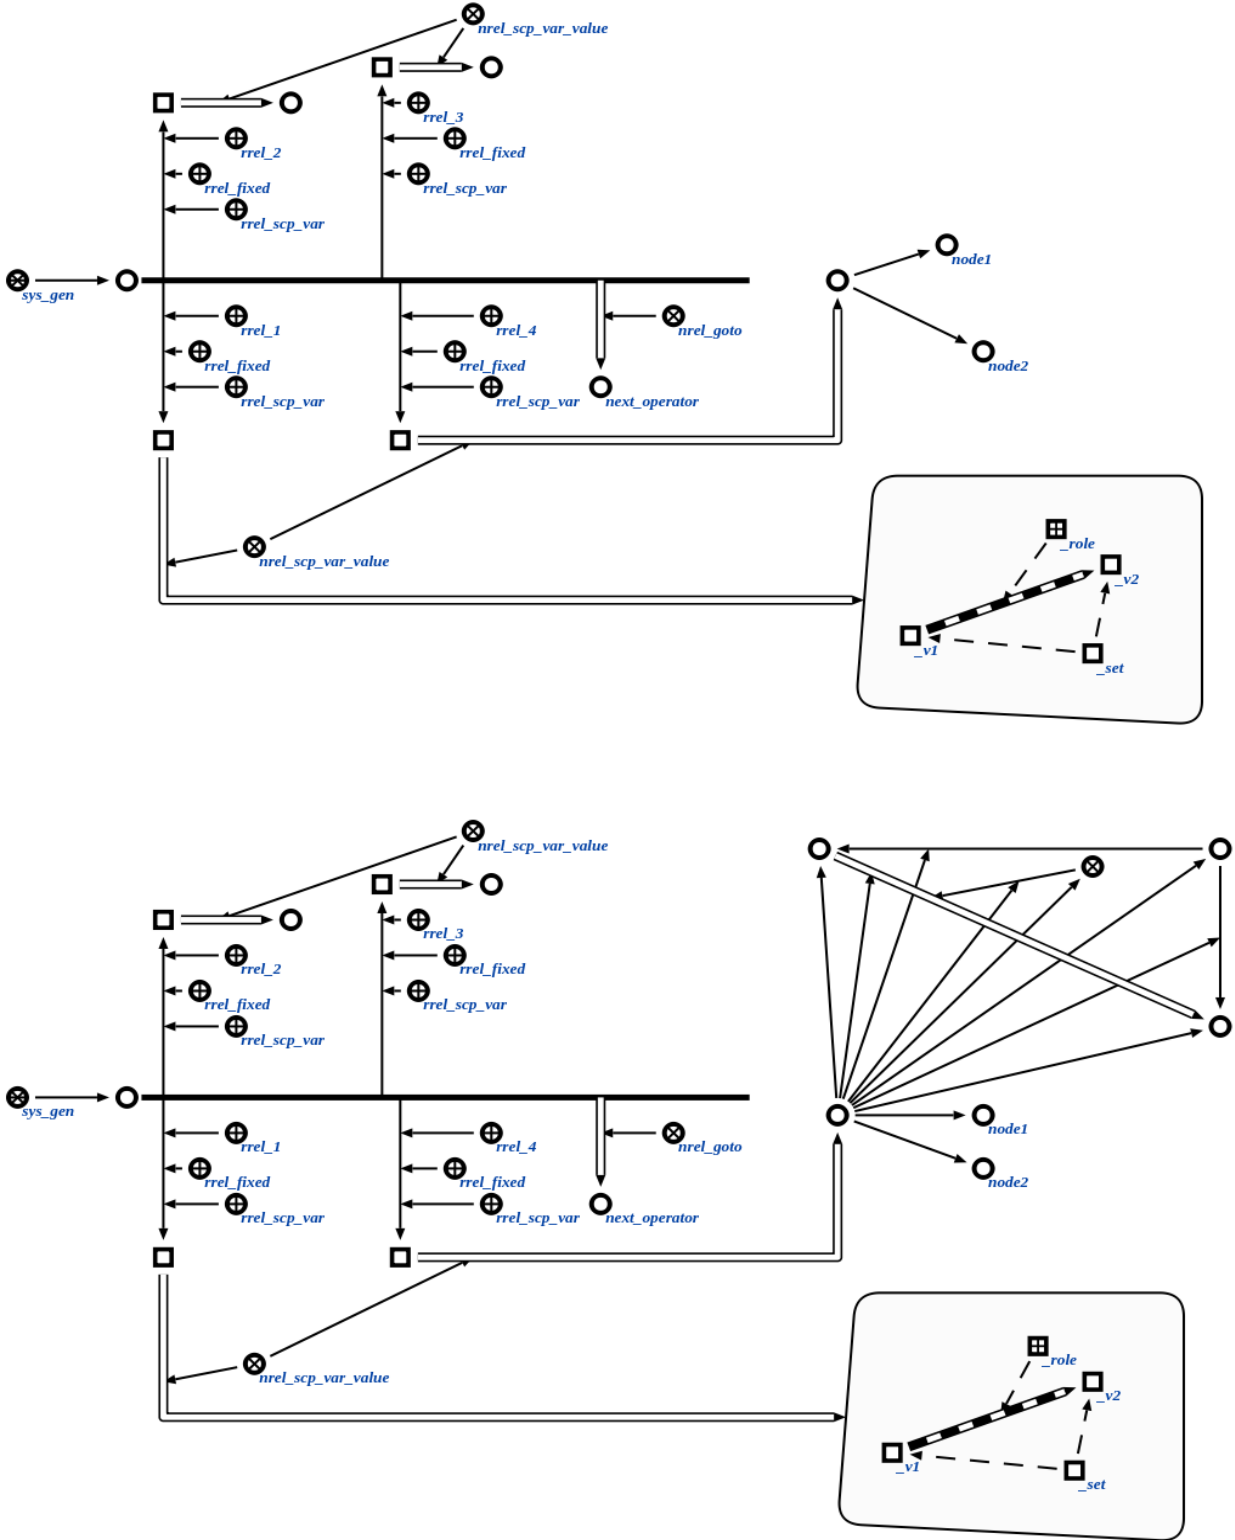 nrel_scp_var_value
rrel_3
rrel_2
rrel_fixed
rrel_fixed
rrel_scp_var
rrel_scp_var
node1
sys_gen
rrel_1
rrel_4
nrel_goto
rrel_fixed
rrel_fixed
node2
rrel_scp_var
rrel_scp_var
next_operator
_role
nrel_scp_var_value
_v2
_v1
_set
nrel_scp_var_value
rrel_3
rrel_2
rrel_fixed
rrel_fixed
rrel_scp_var
rrel_scp_var
sys_gen
node1
rrel_1
rrel_4
nrel_goto
rrel_fixed
rrel_fixed
node2
rrel_scp_var
rrel_scp_var
next_operator
_role
nrel_scp_var_value
_v2
_v1
_set